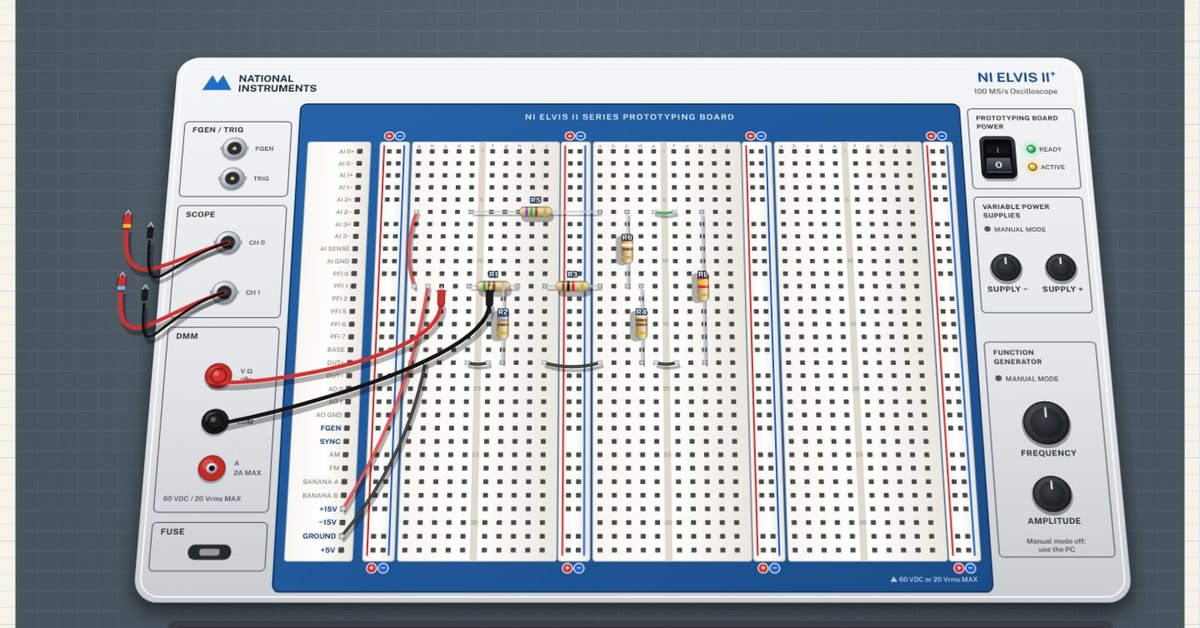 NATIONAL
INSTRUMENTS
NI ELVIS II+
100 MS/s Oscilloscope
NI ELVIS II SERIES PROTOTYPING BOARD
FGEN / TRIG
FGEN
TRIG
SCOPE
CH 0
CH 1
DMM
V Ω
COM
A
2A MAX
60 VDC / 20 Vrms MAX
FUSE
AI 0+
AI 0-
AI 1+
AI 1-
AI 2+
AI 2-
AI 3+
AI 3-
AI SENSE
AI GND
PFI 0
PFI 1
PFI 2
PFI 5
PFI 6
PFI 7
BASE
DUT+
DUT-
AO 0
AO 1
AO GND
FGEN
SYNC
AM
FM
BANANA A
BANANA B
+15V
-15V
GROUND
+5V
R5
R6
R1
R3
RL
R2
R4
PROTOTYPING BOARD
POWER
READY
ACTIVE
VARIABLE POWER
SUPPLIES
MANUAL MODE
SUPPLY -
SUPPLY +
FUNCTION
GENERATOR
MANUAL MODE
FREQUENCY
AMPLITUDE
Manual mode off:
use the PC
60 VDC or 20 Vrms MAX